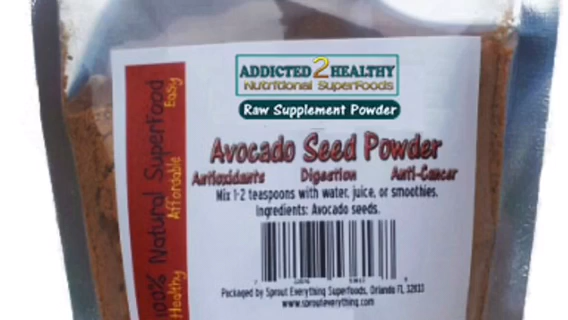 ADDICTED 2 HEALTHY
Nutritional SuperFoods
Raw Supplement Powder
Avocado Seed Powder
Antioxidants Digestion Anti-Cancer
Mix 1-2 teaspoons with water, juice, or smoothies.
Ingredients: Avocado seeds.
Packaged by Sprout Everything Superfoods, Orlando FL 32833
www.sprouteverything.com
100% Natural Superfood
Healthy Affordable Easy